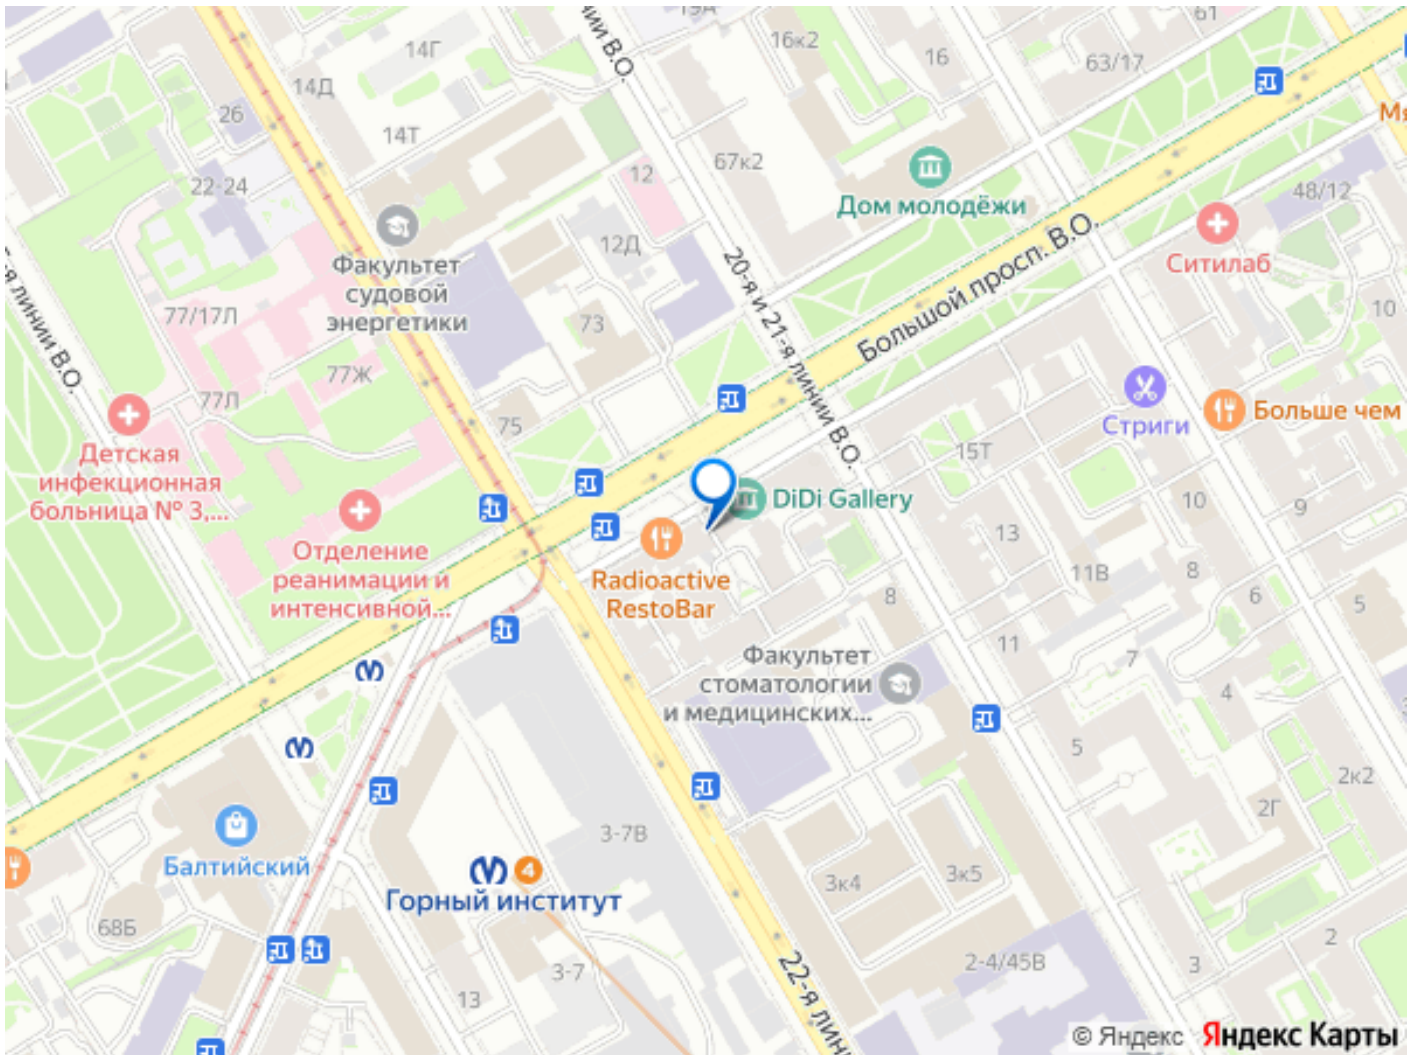 19Д
61
14Г
16к2
16
63/17
14Д
26
14Т
67к2
Мя
22-24
12
48/12
Дом молодёжи
12Д
Факультет
судовой
энергетики
Ситилаб
77/17Л
73
10
20-я и 21-я линии В.О.
Большой просп. В.О.
я линии В.О.
77Ж
77Л
75
Стриги
Больше чем
15Т
Детская
инфекционная
больница № 3,...
DiDi Gallery
10
9
13
Отделение
реанимации и
интенсивной...
Radioactive
RestoBar
11В
8
8
6
5
11
Факультет
стоматологии
и медицинских...
7
4
5
2к2
2Г
3-7В
Балтийский
4
Горный институт
3к4
3к5
68Б
2
2-4/45В
3
3-7
13
22-я лин
© Яндекс Яндекс Карты